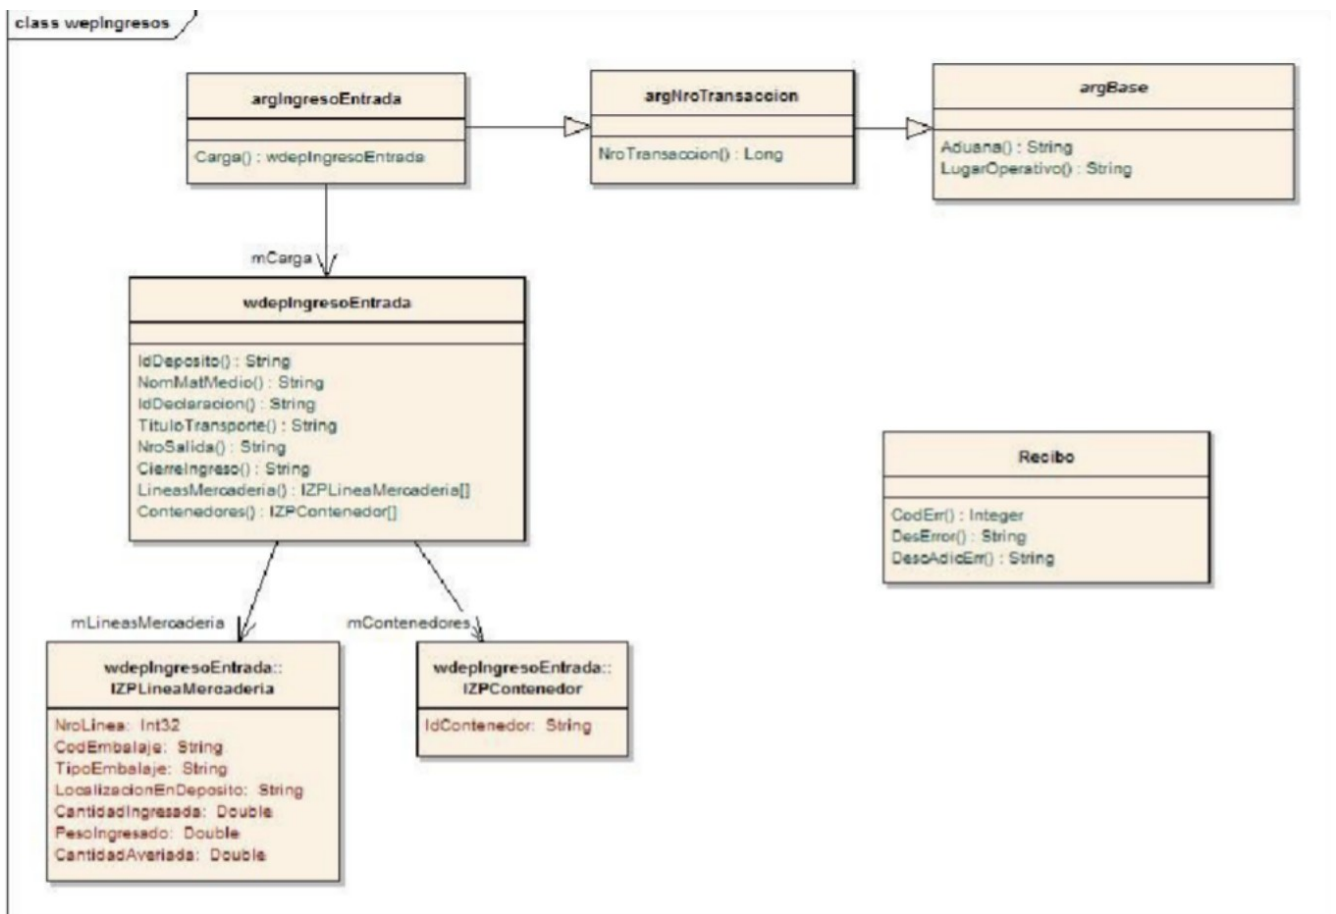 class wepIngresos
argIngresoEntrada
Carga() : wdepIngresoEntrada
argNroTransaccion
NroTransaccion() : Long
argBase
Aduana() : String
LugarOperativo() : String
mCarga
wdepIngresoEntrada
IdDeposito() : String
NomMatMedio() : String
IdDeclaracion() : String
TituloTransporte() : String
NroSalida() : String
CierreIngreso() : String
LineasMercaderia() : IZPLineaMercaderia[]
Contenedores() : IZPContenedor[]
Recibo
CodErr() : Integer
DesError() : String
DescAdicErr() : String
mLineasMercaderia
mContenedores
wdepIngresoEntrada::
IZPLineaMercaderia
NroLinea: Int32
CodEmbalaje: String
TipoEmbalaje: String
LocalizacionEnDeposito: String
CantidadIngresada: Double
PesoIngresado: Double
CantidadAveriada: Double
wdepIngresoEntrada::
IZPContenedor
IdContenedor: String